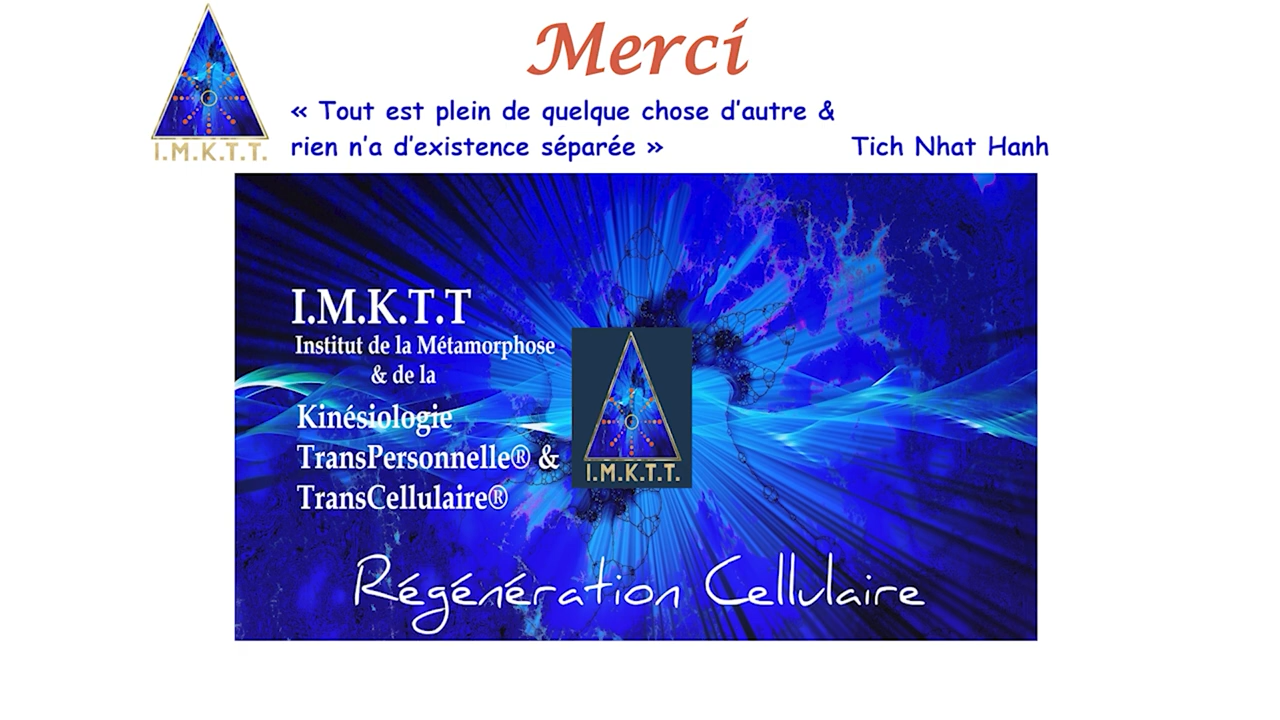 Merci
« Tout est plein de quelque chose d'autre &
rien n'a d'existence séparée » Tich Nhat Hanh
I.M.K.T.T.
I.M.K.T.T
Institut de la Métamorphose
& de la
Kinésiologie
TransPersonnelle® &
TransCellulaire®
I.M.K.T.T.
Régénération Cellulaire